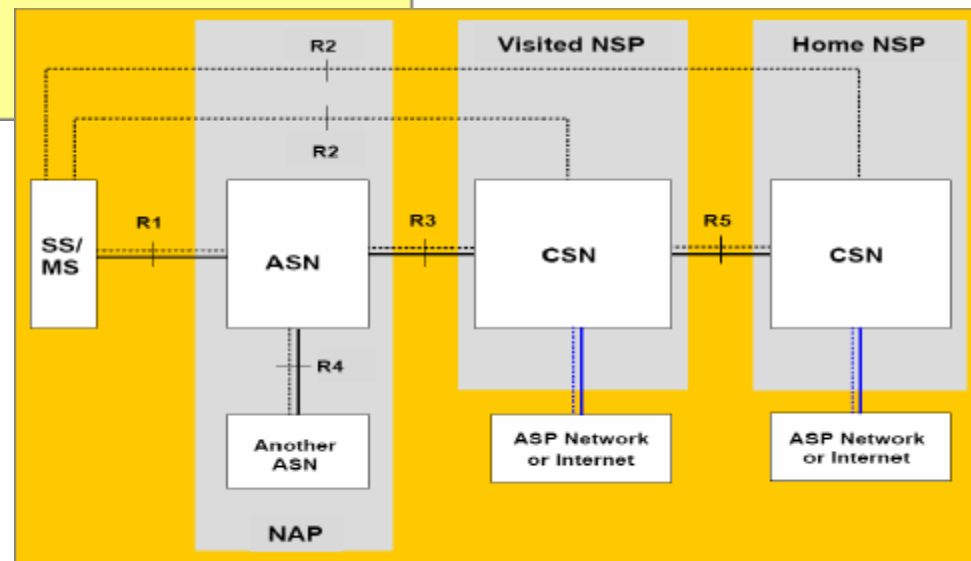 R2
Visited NSP
Home NSP
R2
R1
R3
R5
SS/
MS
ASN
CSN
CSN
R4
Another
ASN
ASP Network
or Internet
ASP Network
or Internet
NAP